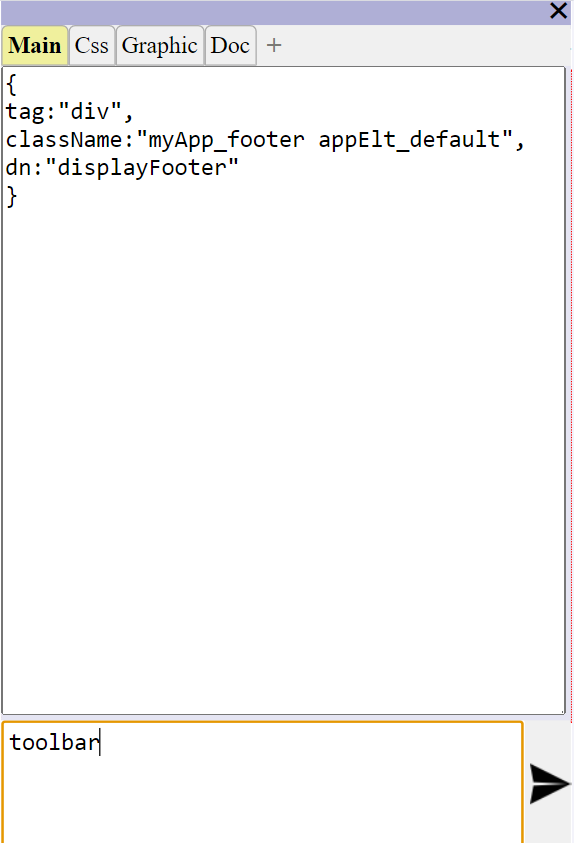 Main Css Graphic Doc +
{
tag:"div",
className:"myApp_footer appElt_default",
dn:"displayFooter"
}
toolbar